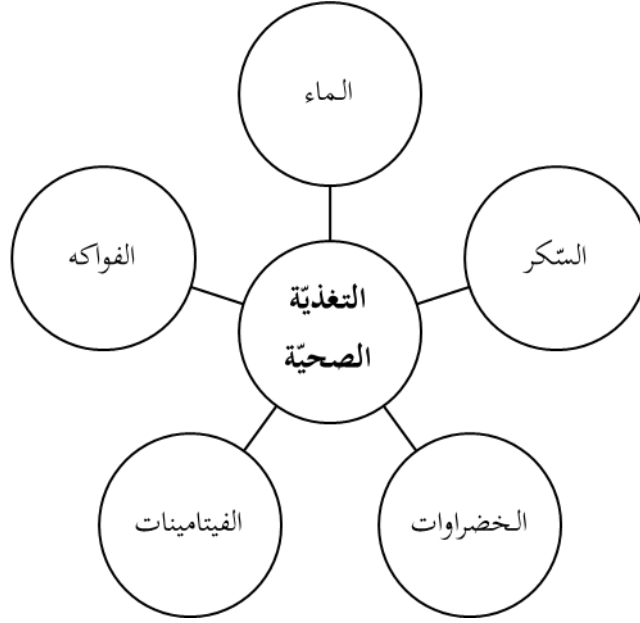 الماء
السّكر
الفواكه
التغذيّة
الصحيّة
الخضراوات
الفيتامينات